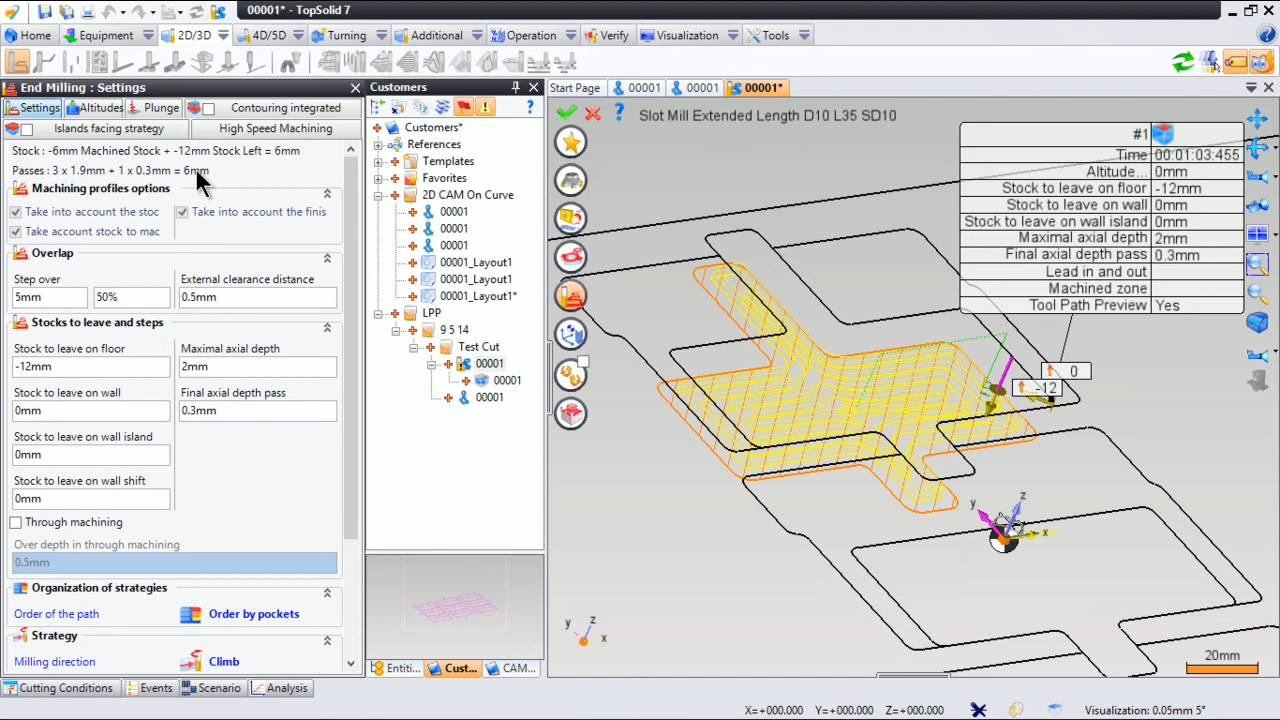 00001* - TopSolid 7
Home Equipment 2D/3D 4D/5D Turning Additional Operation Verify Visualization Tools
End Milling: Settings
Settings Altitudes Plunge Contouring integrated
Islands facing strategy High Speed Machining
Stock : -6mm Machined Stock + -12mm Stock Left = 6mm
Passes : 3 x 1.9mm + 1 x 0.3mm = 6mm
Machining profiles options
Take into account the stoc Take into account the finis
Take account stock to mac
Overlap
Step over External clearance distance
5mm 50% 0.5mm
Stocks to leave and steps
Stock to leave on floor Maximal axial depth
-12mm 2mm
Stock to leave on wall Final axial depth pass
0mm 0.3mm
Stock to leave on wall island
0mm
Stock to leave on wall shift
0mm
Through machining
Over depth in through machining
0.5mm
Organization of strategies
Order of the path Order by pockets
Strategy
Milling direction Climb
Cutting Conditions Events Scenario Analysis
Customers
Customers*
References
Templates
Favorites
2D CAM On Curve
00001
00001
00001
00001_Layout1
00001_Layout1
00001_Layout1*
LPP
9 5 14
Test Cut
00001
00001
00001
Entiti... Cust... CAM...
Start Page 00001 00001 00001*
Slot Mill Extended Length D10 L35 SD10
#1
Time 00:01:03:455
Altitude... 0mm
Stock to leave on floor -12mm
Stock to leave on wall 0mm
Stock to leave on wall island 0mm
Maximal axial depth 2mm
Final axial depth pass 0.3mm
Lead in and out
Machined zone
Tool Path Preview Yes
0
-12
z
y
x
y z
x
20mm
X=+000.000 Y=+000.000 Z=+000.000 Visualization: 0.05mm 5°